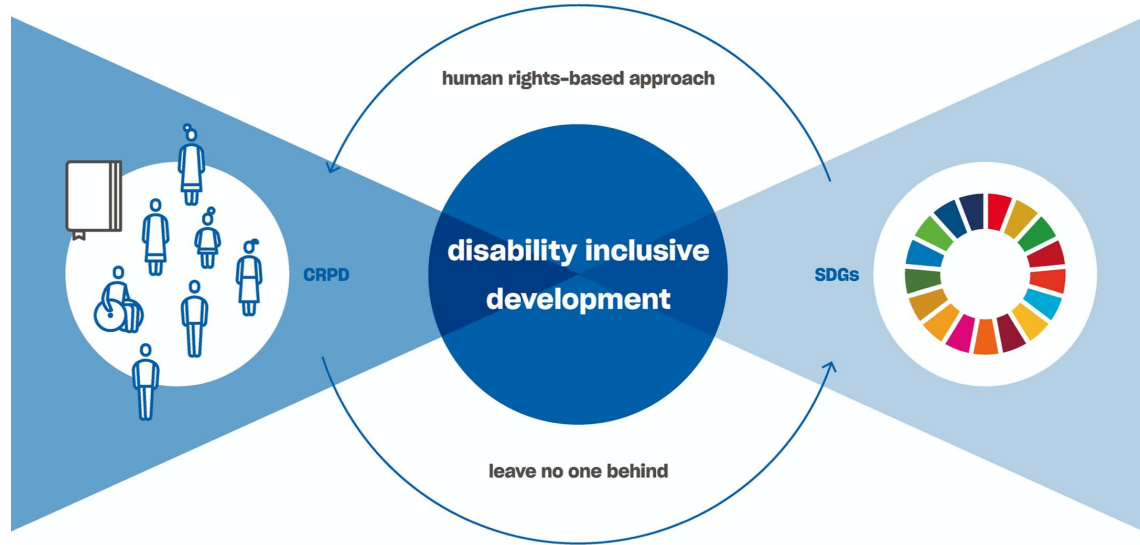 human rights-based approach
CRPD
disability inclusive
development
SDGs
leave no one behind